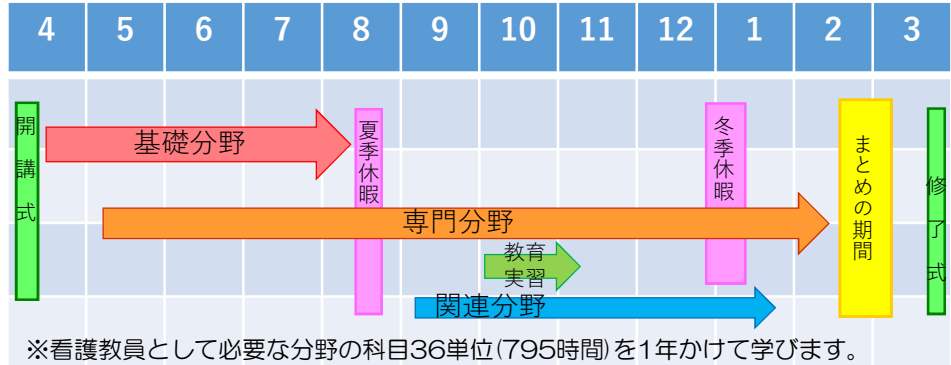 4 5 6 7 8 9 10 11 12 1 2 3
開講式
基礎分野
夏季休暇
冬季休暇
まとめの期間
修了式
専門分野
教育
実習
関連分野
※看護教員として必要な分野の科目36単位(795時間)を1年かけて学びます。